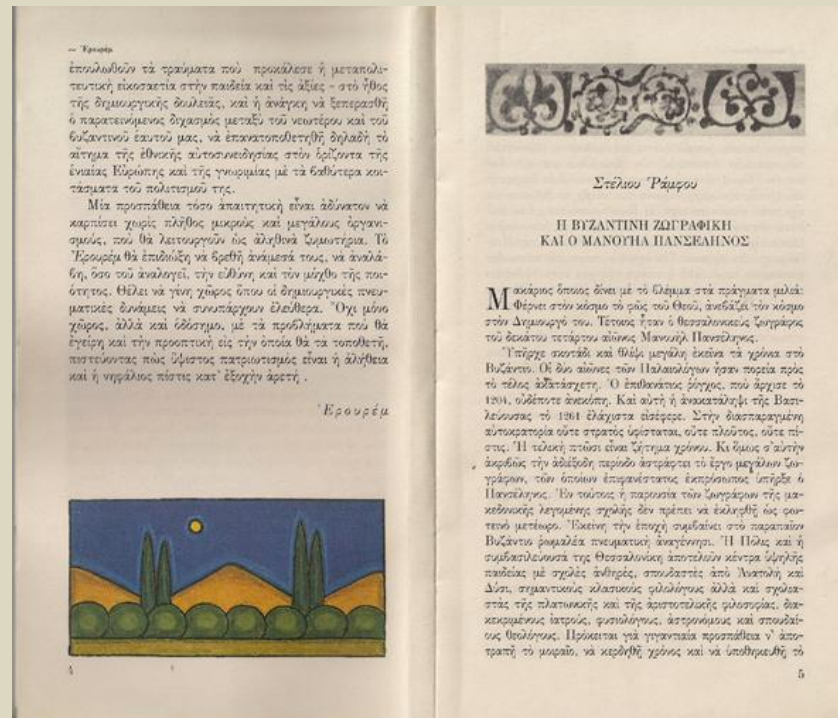 — Ἐρουρέμ
ἐπουλωθοῦν τὰ τραύματα ποὺ προκάλεσε ἡ μεταπολι-
τευτικὴ εἰκοσαετία στὴν παιδεία καὶ τὶς ἀξίες – στὸ ἦθος
τῆς δημιουργικῆς δουλειᾶς, καὶ ἡ ἀνάγκη νὰ ξεπερασθῆ
ὁ παρατεινόμενος διχασμὸς μεταξὺ τοῦ νεωτέρου καὶ τοῦ
βυζαντινοῦ ἑαυτοῦ μας, νὰ ἐπανατοποθετηθῆ δηλαδὴ τὸ
αἴτημα τῆς ἐθνικῆς αὐτοσυνειδησίας στὸν ὁρίζοντα τῆς
ἑνιαίας Εὐρώπης καὶ τῆς γνωριμίας μὲ τὰ βαθύτερα κοι-
τάσματα τοῦ πολιτισμοῦ της.
Μία προσπάθεια τόσο ἀπαιτητικὴ εἶναι ἀδύνατον νὰ
καρπίσει χωρὶς πλῆθος μικροὺς καὶ μεγάλους ὀργανι-
σμούς, ποὺ θὰ λειτουργοῦν ὡς ἀληθινὰ ζυμωτήρια. Τὸ
Ἐρουρέμ θὰ ἐπιδιώξη νὰ βρεθῆ ἀνάμεσά τους, νὰ ἀναλά-
βη, ὅσο τοῦ ἀναλογεῖ, τὴν εὐθύνη καὶ τὸν μόχθο τῆς ποι-
ότητος. Θέλει νὰ γίνη χῶρος ὅπου οἱ δημιουργικὲς πνευ-
ματικὲς δυνάμεις νὰ συνυπάρχουν ἐλεύθερα. Ὄχι μόνο
χῶρος, ἀλλὰ καὶ ὁδόσημο, μὲ τὰ προβλήματα ποὺ θὰ
ἐγείρη καὶ τὴν προοπτικὴ εἰς τὴν ὁποία θὰ τὰ τοποθετῆ,
πιστεύοντας πὼς ὕψιστος πατριωτισμὸς εἶναι ἡ ἀλήθεια
καὶ ἡ νηφάλιος πίστις κατ' ἐξοχὴν ἀρετή .
Ἐρουρέμ
4
Στέλιου Ῥάμφου
Η ΒΥΖΑΝΤΙΝΗ ΖΩΓΡΑΦΙΚΗ
ΚΑΙ Ο ΜΑΝΟΥΗΛ ΠΑΝΣΕΛΗΝΟΣ
Μακάριος ὅποιος δίνει μὲ τὸ βλέμμα στὰ πράγματα μιλιά:
Φέρνει στὸν κόσμο τὸ φῶς τοῦ Θεοῦ, ἀνεβάζει τὸν κόσμο
στὸν Δημιουργό του. Τέτοιος ἦταν ὁ θεσσαλονικεὺς ζωγράφος
τοῦ δεκάτου τετάρτου αἰῶνος Μανουὴλ Πανσέληνος.
Ὑπῆρχε σκοτάδι καὶ θλῖψι μεγάλη ἐκεῖνα τὰ χρόνια στὸ
Βυζάντιο. Οἱ δυὸ αἰῶνες τῶν Παλαιολόγων ἦσαν πορεία πρὸς
τὸ τέλος ἀκατάσχετη. Ὁ ἐπιθανάτιος ρόγχος, ποὺ ἄρχισε τὸ
1204, οὐδέποτε ἀνεκόπη. Καὶ αὐτὴ ἡ ἀνακατάληψι τῆς Βασι-
λεύουσας τὸ 1261 ἐλάχιστα εἰσέφερε. Στὴν διασπαραγμένη
αὐτοκρατορία οὔτε στρατὸς ὑφίσταται, οὔτε πλοῦτος, οὔτε πί-
στις. Ἡ τελικὴ πτῶσι εἶναι ζήτημα χρόνου. Κι ὅμως σ'αὐτὴν
ἀκριβῶς τὴν ἀδιέξοδη περίοδο ἀστράφτει τὸ ἔργο μεγάλων ζω-
γράφων, τῶν ὁποίων ἐπιφανέστατος ἐκπρόσωπος ὑπῆρξε ὁ
Πανσέληνος. Ἐν τούτοις ἡ παρουσία τῶν ζωγράφων τῆς μα-
κεδονικῆς λεγομένης σχολῆς δὲν πρέπει νὰ ἐκληφθῆ ὡς φω-
τεινὸ μετέωρο. Ἐκείνη τὴν ἐποχὴ συμβαίνει στὸ παραπαῖον
Βυζάντιο ρωμαλέα πνευματικὴ ἀναγέννησι. Ἡ Πόλις καὶ ἡ
συμβασιλεύουσά της Θεσσαλονίκη ἀποτελοῦν κέντρα ὑψηλῆς
παιδείας μὲ σχολὲς ἀνθηρές, σπουδαστὲς ἀπὸ Ἀνατολὴ καὶ
Δύσι, σημαντικοὺς κλασικοὺς φιλολόγους ἀλλὰ καὶ σχολια-
στὰς τῆς πλατωνικῆς καὶ τῆς ἀριστοτελικῆς φιλοσοφίας, δια-
κεκριμένους ἰατρούς, φυσιολόγους, ἀστρονόμους καὶ σπουδαί-
ους θεολόγους. Πρόκειται γιὰ γιγαντιαία προσπάθεια ν' ἀπο-
τραπῆ τὸ μοιραῖο, νὰ κερδηθῆ χρόνος καὶ νὰ ὑποθηκευθῆ τὸ
5